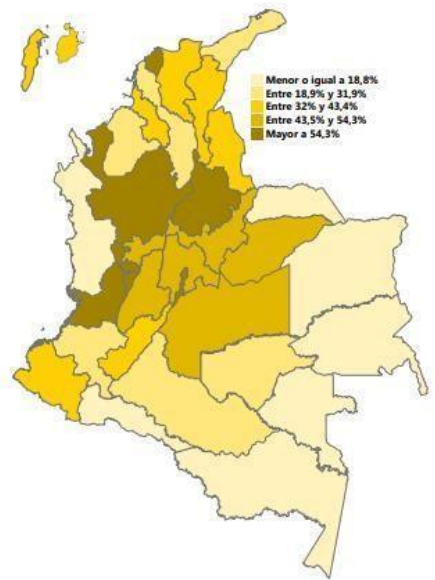 Menor o igual a 18,8%
Entre 18,9% y 31,9%
Entre 32% y 43,4%
Entre 43,5% y 54,3%
Mayor a 54,3%